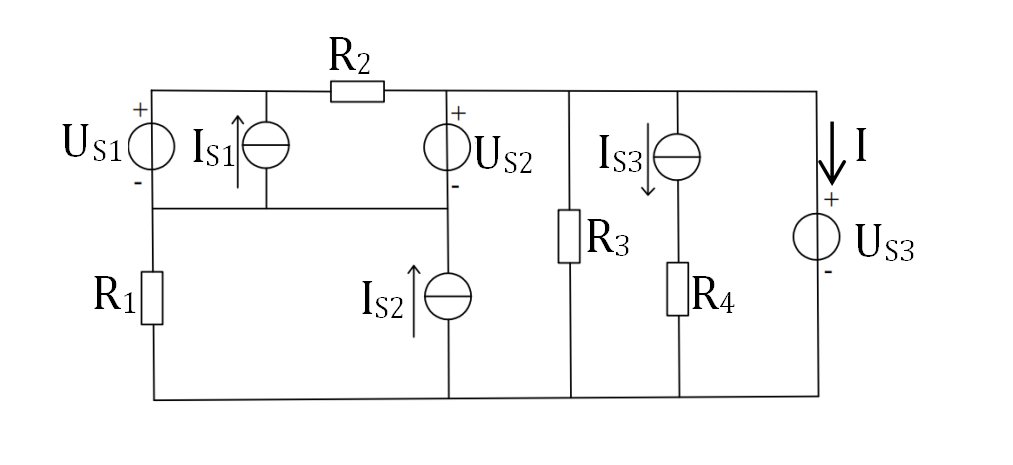 R2
+
+
US1
IS1
US2
IS3
I
-
-
+
R3
US3
-
R1
IS2
R4